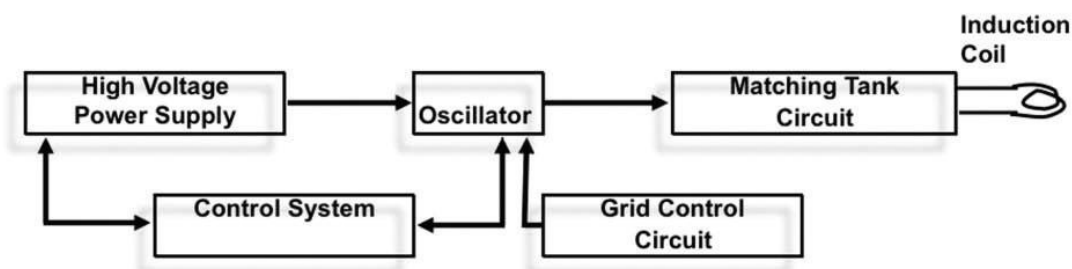 Induction
Coil
High Voltage
Power Supply
Oscillator
Matching Tank
Circuit
Control System
Grid Control
Circuit